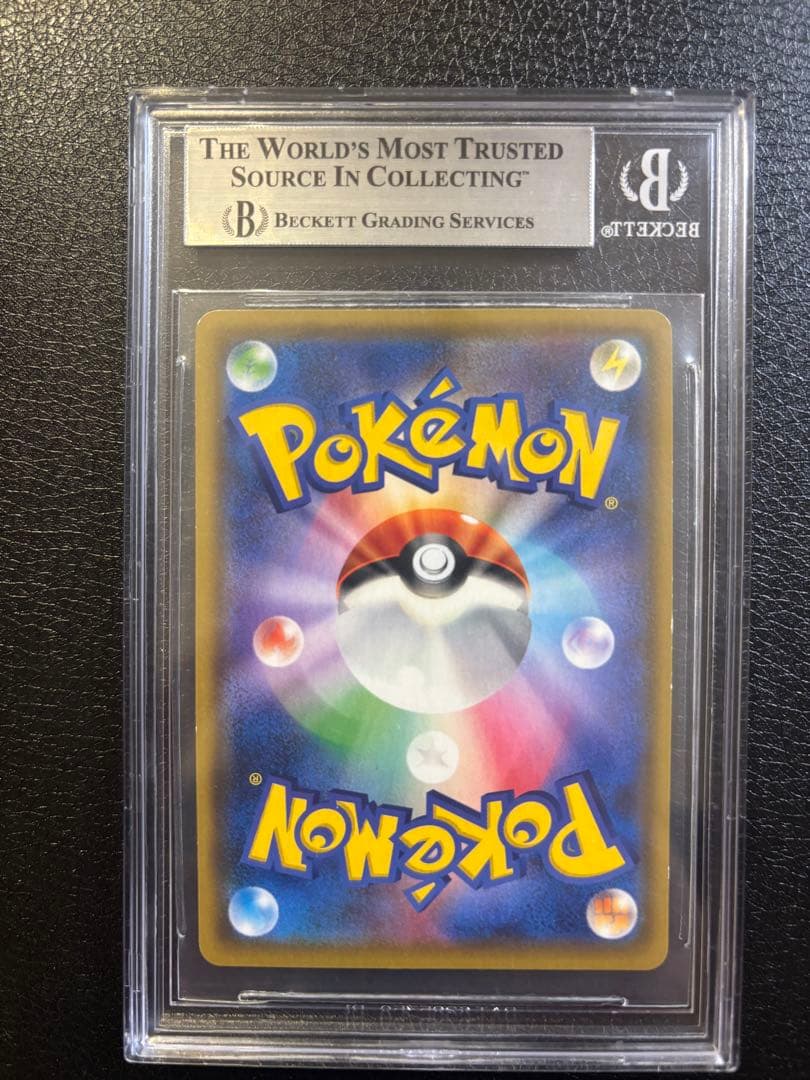 THE WORLD'S MOST TRUSTED
SOURCE IN COLLECTING™
B BECKETT GRADING SERVICES
B
BECKETT®
POKéMON®
POKéMON®